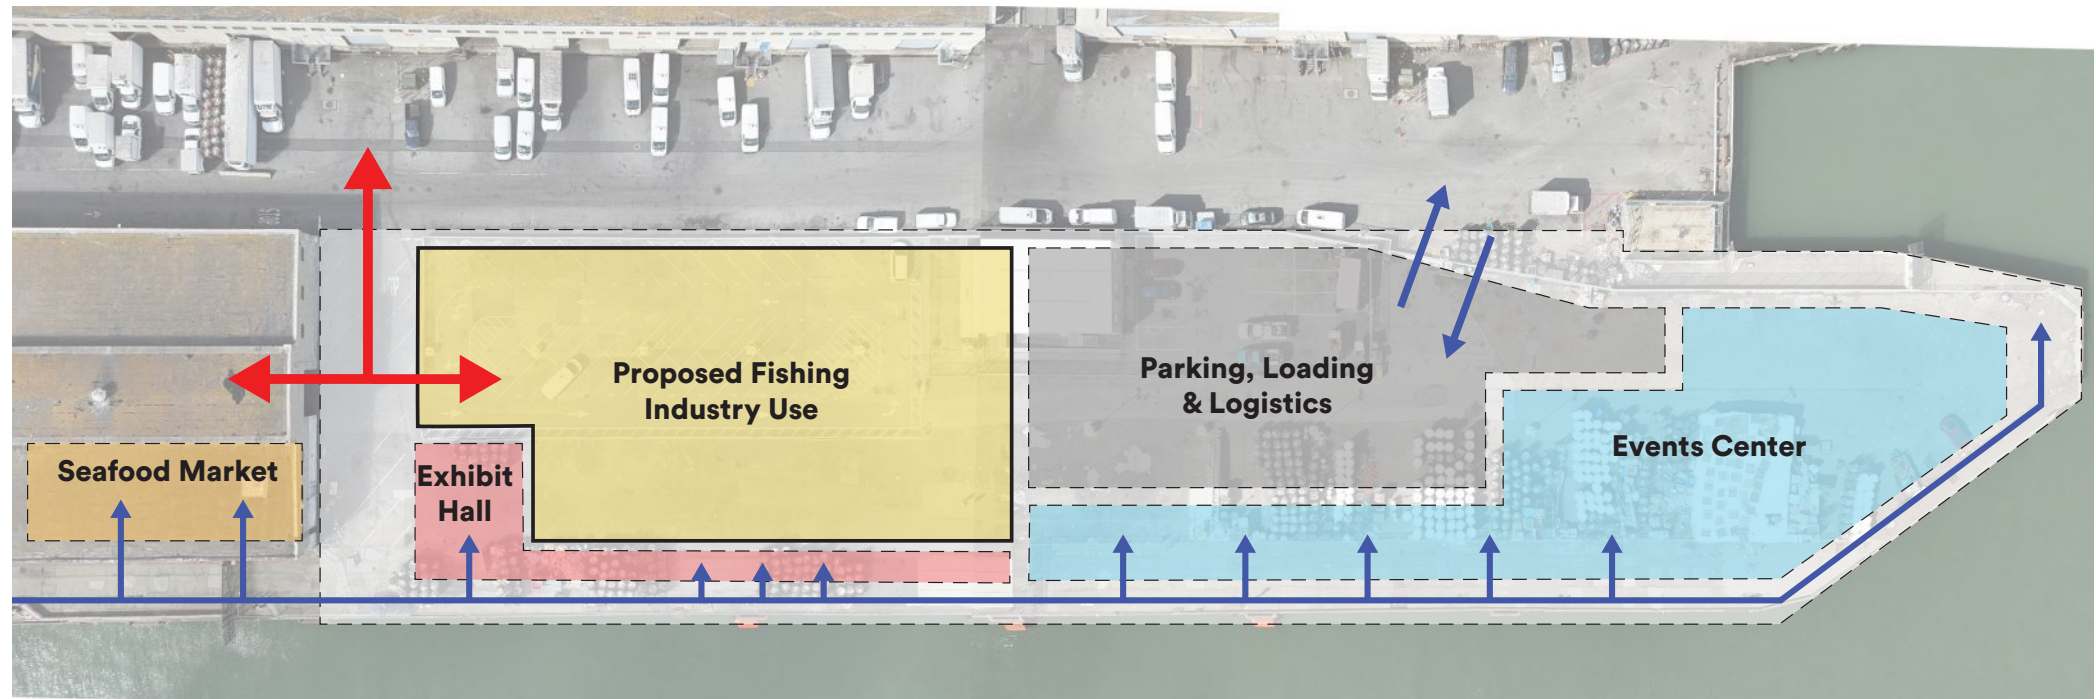 Proposed Fishing
Industry Use
Parking, Loading
& Logistics
Events Center
Seafood Market
Exhibit
Hall